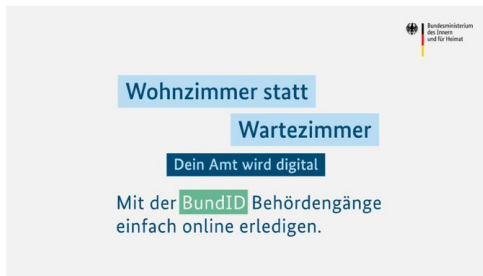 Bundesministerium
des Innern
und für Heimat
Wohnzimmer statt
Wartezimmer
Dein Amt wird digital
Mit der BundID Behördengänge
einfach online erledigen.